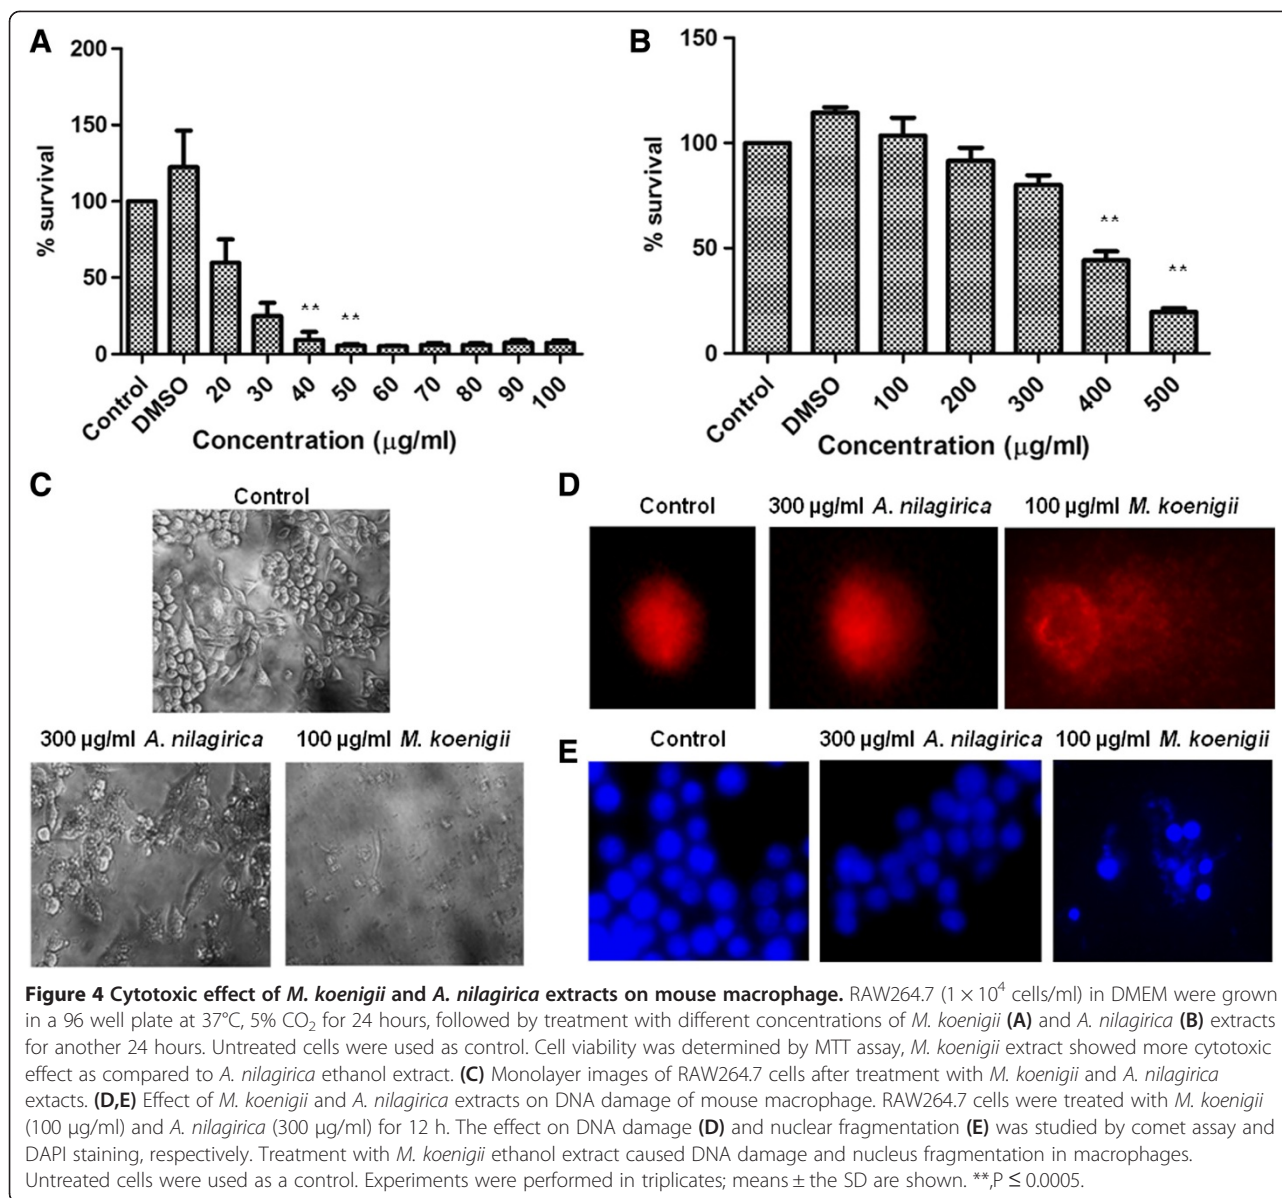 A
200
150
100
50
0
% survival
** **
Control DMSO 20 30 40 50 60 70 80 90 100
Concentration (µg/ml)
B
150
100
50
0
% survival
**
**
Control DMSO 100 200 300 400 500
Concentration (µg/ml)
C
Control
300 µg/ml A. nilagirica 100 µg/ml M. koenigii
D
Control 300 µg/ml A. nilagirica 100 µg/ml M. koenigii
E
Control 300 µg/ml A. nilagirica 100 µg/ml M. koenigii
Figure 4 Cytotoxic effect of M. koenigii and A. nilagirica extracts on mouse macrophage. RAW264.7 (1 × 10⁴ cells/ml) in DMEM were grown
in a 96 well plate at 37°C, 5% CO₂ for 24 hours, followed by treatment with different concentrations of M. koenigii (A) and A. nilagirica (B) extracts
for another 24 hours. Untreated cells were used as control. Cell viability was determined by MTT assay, M. koenigii extract showed more cytotoxic
effect as compared to A. nilagirica ethanol extract. (C) Monolayer images of RAW264.7 cells after treatment with M. koenigii and A. nilagirica
extacts. (D,E) Effect of M. koenigii and A. nilagirica extracts on DNA damage of mouse macrophage. RAW264.7 cells were treated with M. koenigii
(100 µg/ml) and A. nilagirica (300 µg/ml) for 12 h. The effect on DNA damage (D) and nuclear fragmentation (E) was studied by comet assay and
DAPI staining, respectively. Treatment with M. koenigii ethanol extract caused DNA damage and nucleus fragmentation in macrophages.
Untreated cells were used as a control. Experiments were performed in triplicates; means ± the SD are shown. **,P ≤ 0.0005.